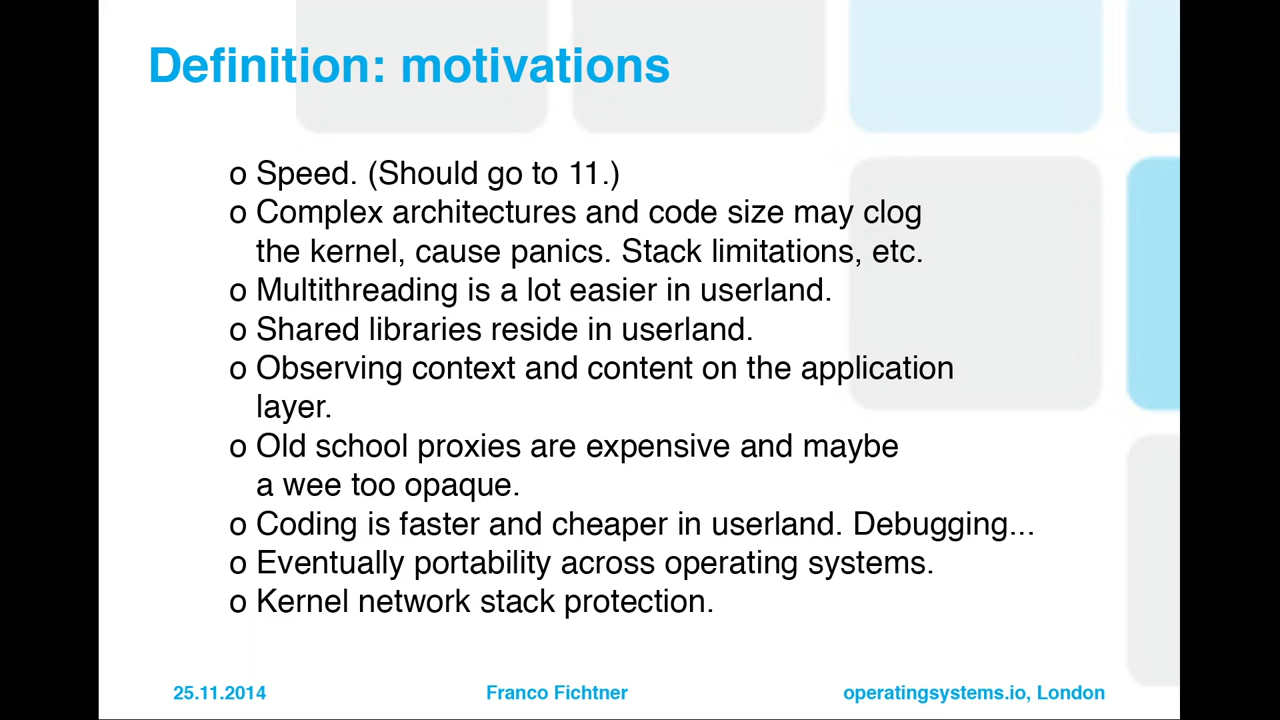 Definition: motivations
o Speed. (Should go to 11.)
o Complex architectures and code size may clog
the kernel, cause panics. Stack limitations, etc.
o Multithreading is a lot easier in userland.
o Shared libraries reside in userland.
o Observing context and content on the application
layer.
o Old school proxies are expensive and maybe
a wee too opaque.
o Coding is faster and cheaper in userland. Debugging...
o Eventually portability across operating systems.
o Kernel network stack protection.
25.11.2014 Franco Fichtner operatingsystems.io, London